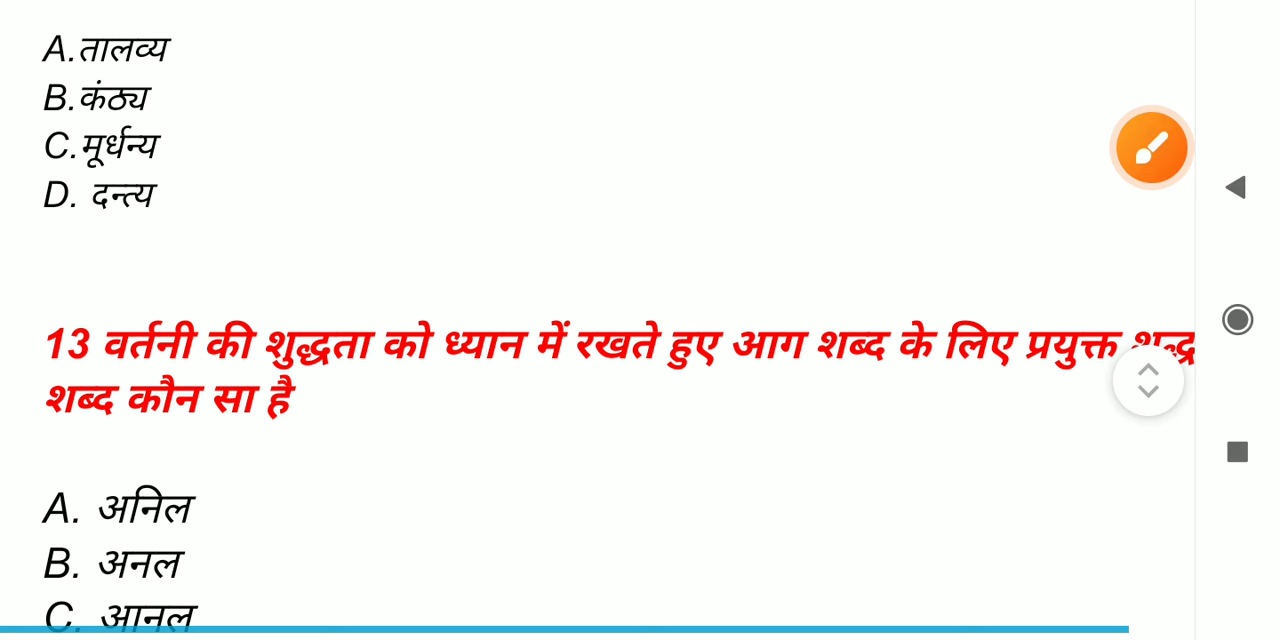 A.तालव्य
B.कंठ्य
C.मूर्धन्य
D. दन्त्य
13 वर्तनी की शुद्धता को ध्यान में रखते हुए आग शब्द के लिए प्रयुक्त
शब्द कौन सा है
A. अनिल
B. अनल
C. आनल